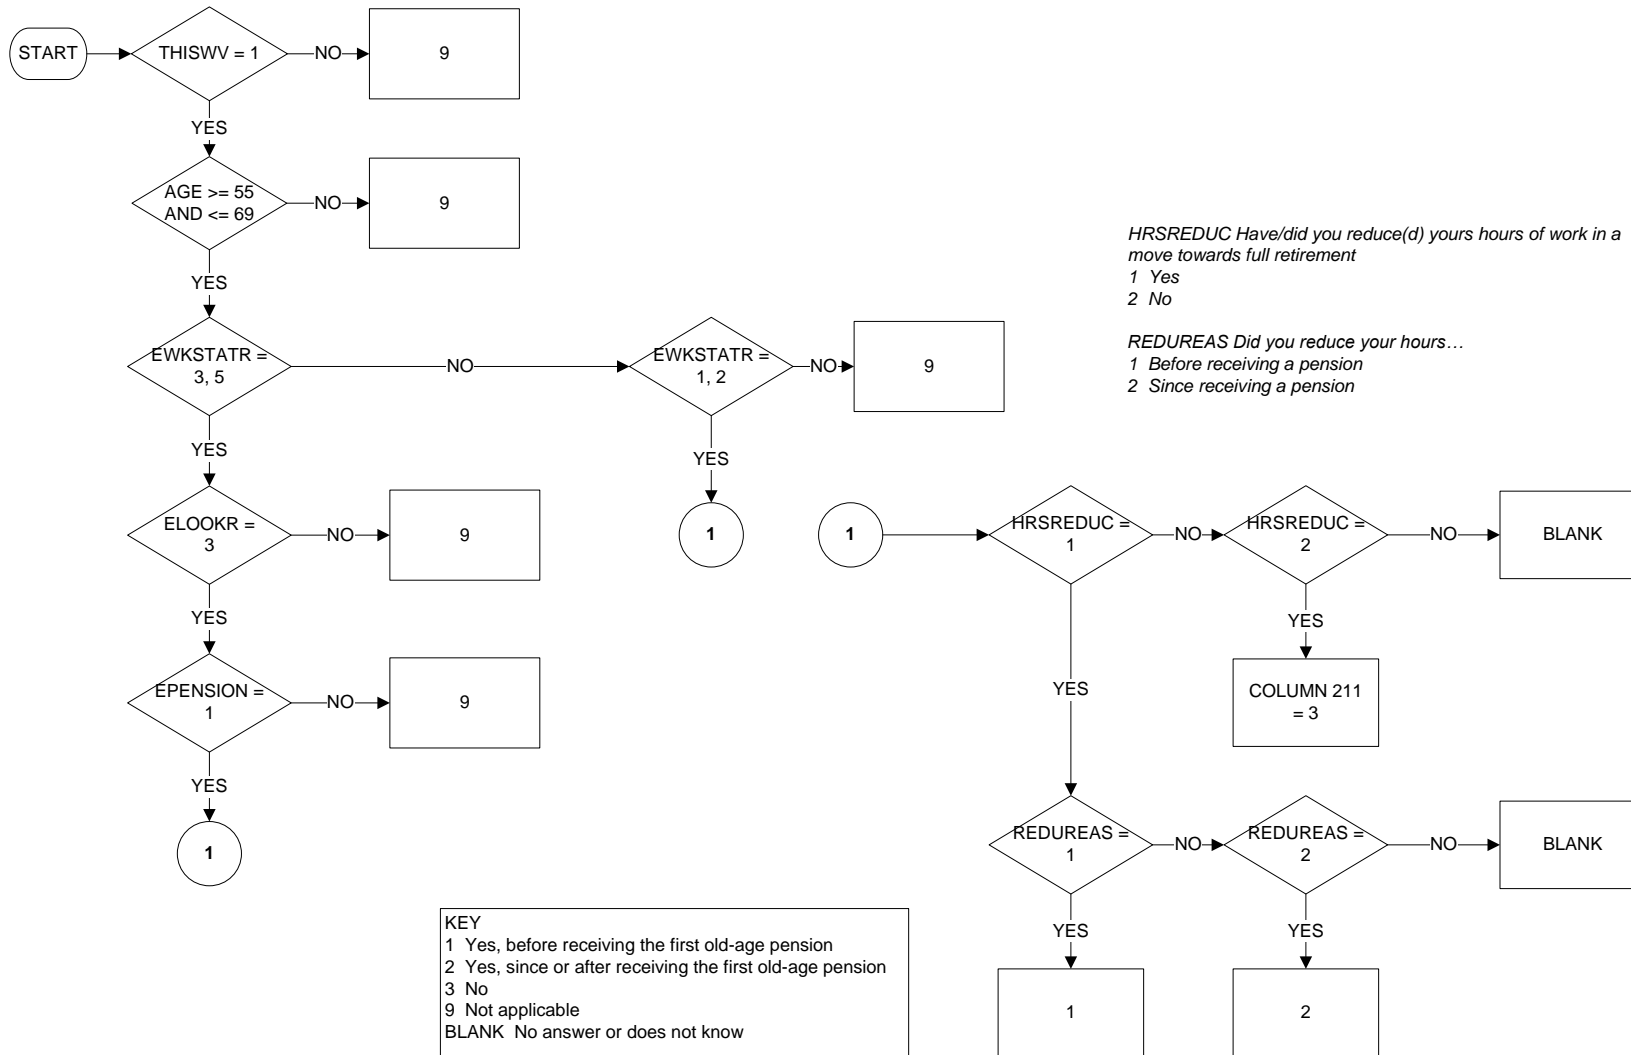 START
THISWV = 1
NO
9
YES
AGE >= 55
AND <= 69
NO
9
YES
EWKSTATR =
3, 5
NO
EWKSTATR =
1, 2
NO
9
YES
1
YES
ELOOKR =
3
NO
9
YES
EPENSION =
1
NO
9
YES
1
HRSREDUC Have/did you reduce(d) yours hours of work in a
move towards full retirement
1 Yes
2 No
REDUREAS Did you reduce your hours…
1 Before receiving a pension
2 Since receiving a pension
1
HRSREDUC =
1
NO
HRSREDUC =
2
NO
BLANK
YES
COLUMN 211
= 3
YES
REDUREAS =
1
NO
REDUREAS =
2
NO
BLANK
YES
YES
1
2
KEY
1 Yes, before receiving the first old-age pension
2 Yes, since or after receiving the first old-age pension
3 No
9 Not applicable
BLANK No answer or does not know